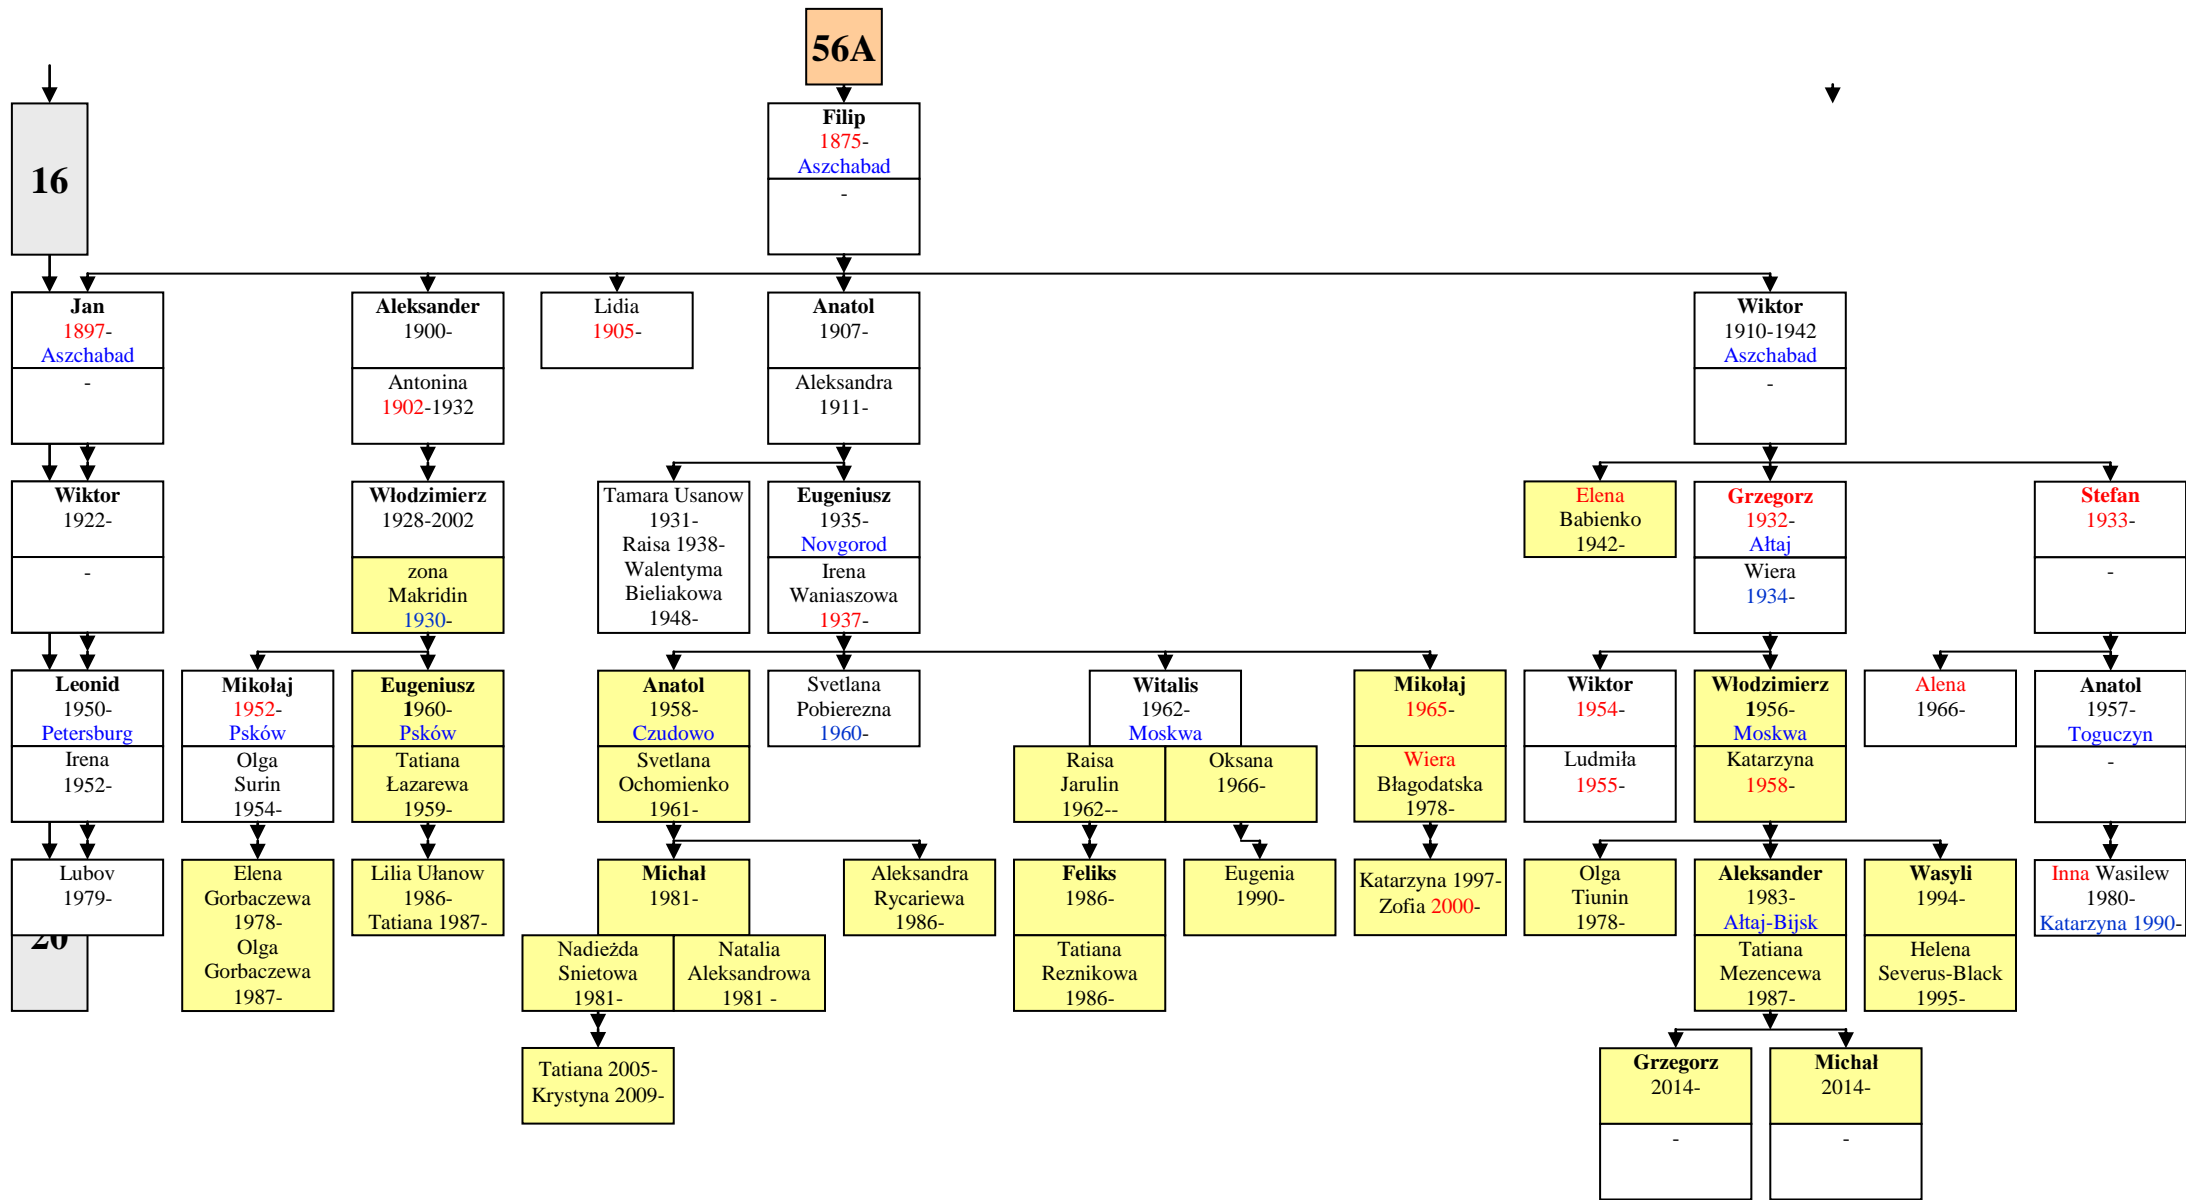 56A
16
Filip
1875-
Aszchabad
-
Jan
1897-
Aszchabad
-
Aleksander
1900-
Antonina
1902-1932
Lidia
1905-
Anatol
1907-
Aleksandra
1911-
Wiktor
1910-1942
Aszchabad
-
Wiktor
1922-
-
Włodzimierz
1928-2002
zona
Makridin
1930-
Tamara Usanow
1931-
Raisa 1938-
Walentyma
Bieliakowa
1948-
Eugeniusz
1935-
Novgorod
Irena
Waniaszowa
1937-
Elena
Babienko
1942-
Grzegorz
1932-
Ałtaj
Wiera
1934-
Stefan
1933-
-
Leonid
1950-
Petersburg
Irena
1952-
Mikołaj
1952-
Psków
Olga
Surin
1954-
Eugeniusz
1960-
Psków
Tatiana
Łazarewa
1959-
Anatol
1958-
Czudowo
Svetlana
Ochomienko
1961-
Svetlana
Pobierezna
1960-
Witalis
1962-
Moskwa
Raisa
Jarulin
1962--
Oksana
1966-
Mikołaj
1965-
Wiera
Błagodatska
1978-
Wiktor
1954-
Ludmiła
1955-
Włodzimierz
1956-
Moskwa
Katarzyna
1958-
Alena
1966-
Anatol
1957-
Toguczyn
-
Lubov
1979-
20
Elena
Gorbaczewa
1978-
Olga
Gorbaczewa
1987-
Lilia Ułanow
1986-
Tatiana 1987-
Michał
1981-
Nadieżda
Snietowa
1981-
Natalia
Aleksandrowa
1981 -
Aleksandra
Rycariewa
1986-
Feliks
1986-
Tatiana
Reznikowa
1986-
Eugenia
1990-
Katarzyna 1997-
Zofia 2000-
Olga
Tiunin
1978-
Aleksander
1983-
Ałtaj-Bijsk
Tatiana
Mezencewa
1987-
Wasyli
1994-
Helena
Severus-Black
1995-
Inna Wasilew
1980-
Katarzyna 1990-
Tatiana 2005-
Krystyna 2009-
Grzegorz
2014-
-
Michał
2014-
-